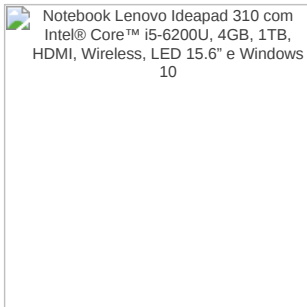 Notebook Lenovo Ideapad 310 com
Intel® Core™ i5-6200U, 4GB, 1TB,
HDMI, Wireless, LED 15.6” e Windows
10